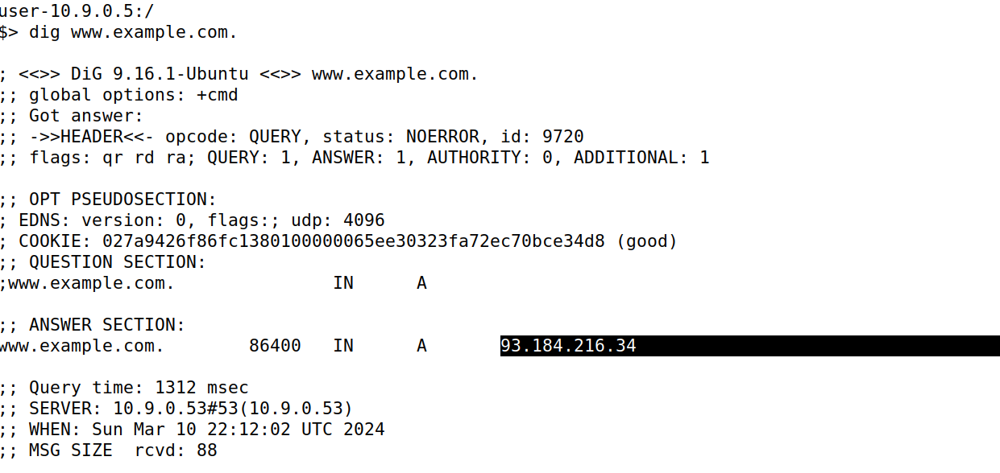 user-10.9.0.5:/
$> dig www.example.com.
; <<>> DiG 9.16.1-Ubuntu <<>> www.example.com.
;; global options: +cmd
;; Got answer:
;; ->>HEADER<<- opcode: QUERY, status: NOERROR, id: 9720
;; flags: qr rd ra; QUERY: 1, ANSWER: 1, AUTHORITY: 0, ADDITIONAL: 1
;; OPT PSEUDOSECTION:
; EDNS: version: 0, flags:; udp: 4096
; COOKIE: 027a9426f86fc1380100000065ee30323fa72ec70bce34d8 (good)
;; QUESTION SECTION:
;www.example.com. IN A
;; ANSWER SECTION:
www.example.com. 86400 IN A 93.184.216.34
;; Query time: 1312 msec
;; SERVER: 10.9.0.53#53(10.9.0.53)
;; WHEN: Sun Mar 10 22:12:02 UTC 2024
;; MSG SIZE  rcvd: 88